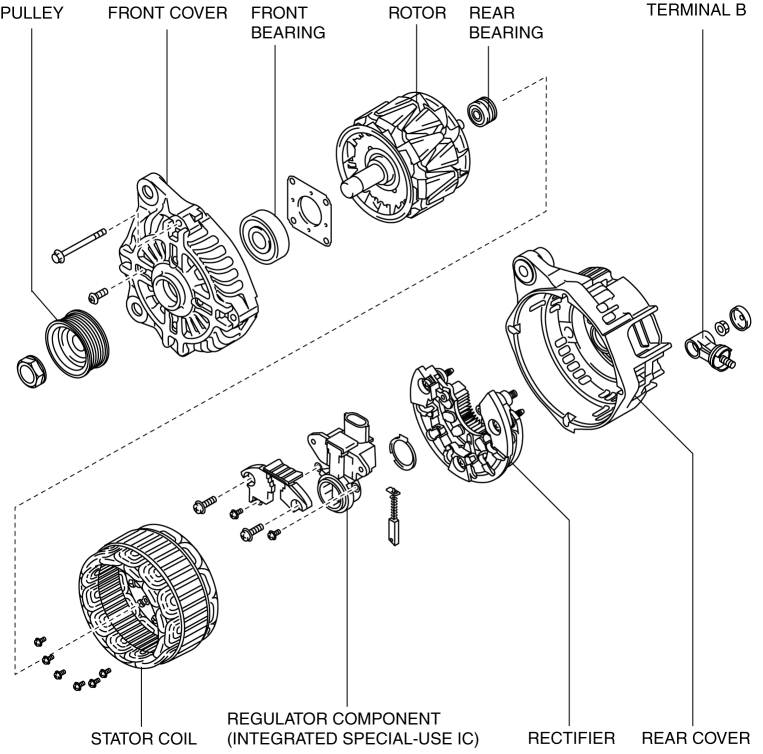 PULLEY
FRONT COVER
FRONT
BEARING
ROTOR
REAR
BEARING
TERMINAL B
STATOR COIL
REGULATOR COMPONENT
(INTEGRATED SPECIAL-USE IC)
RECTIFIER
REAR COVER